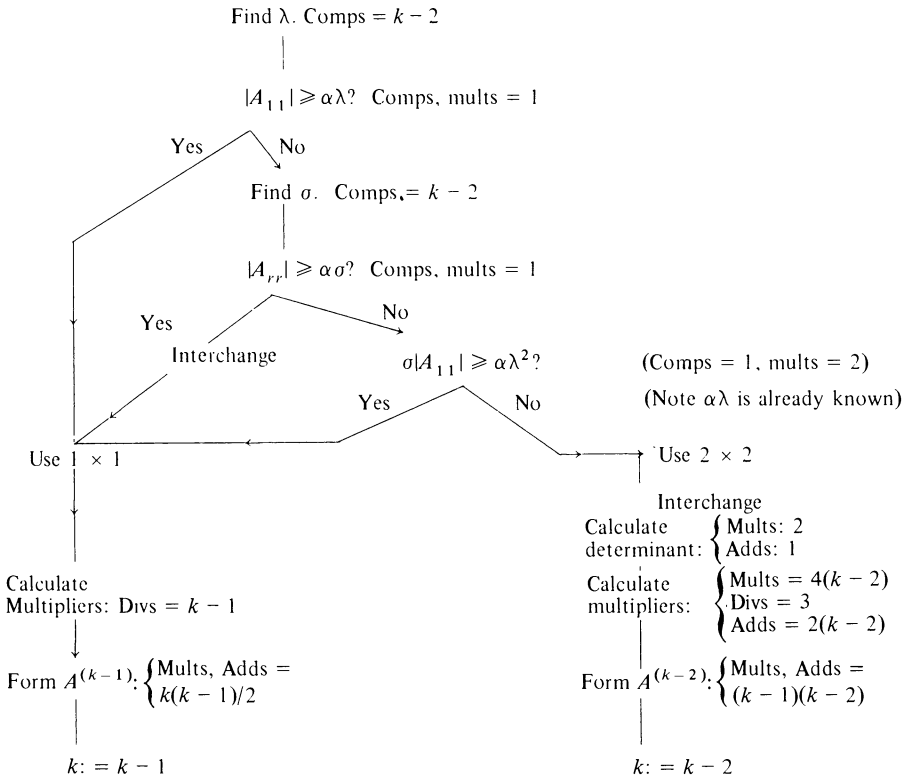 Find λ. Comps = k − 2
|A₁₁| ⩾ αλ? Comps, mults = 1
Yes
No
Find σ. Comps, = k − 2
|Aᵣᵣ| ⩾ ασ? Comps, mults = 1
Yes
No
Interchange
σ|A₁₁| ⩾ αλ²?
(Comps = 1, mults = 2)
(Note αλ is already known)
Yes
No
Use 1 × 1
Use 2 × 2
Interchange
Calculate
determinant:
Mults: 2
Adds: 1
Calculate
Multipliers: Divs = k − 1
Calculate
multipliers:
Mults = 4(k − 2)
Divs = 3
Adds = 2(k − 2)
Form A⁽ᵏ⁻¹⁾: {Mults, Adds =
k(k − 1)/2
Form A⁽ᵏ⁻²⁾: {Mults, Adds =
(k − 1)(k − 2)
k: = k − 1
k: = k − 2